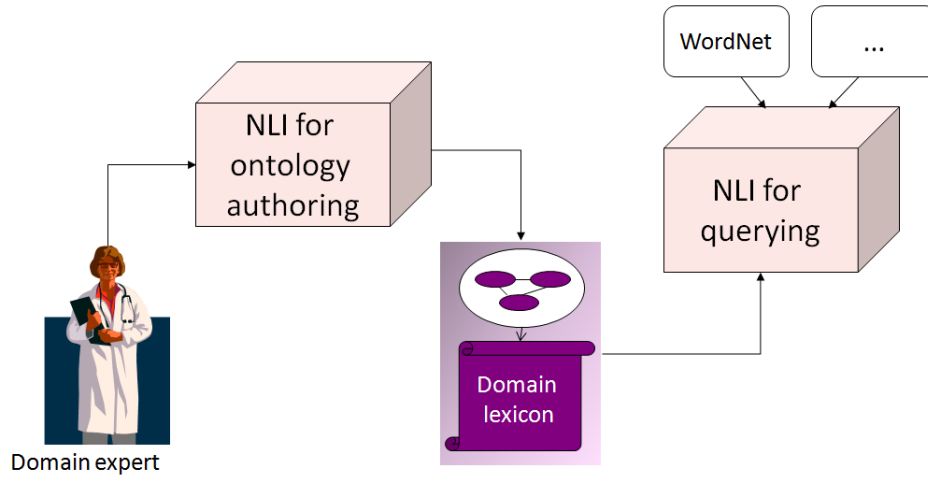 WordNet
...
NLI for
ontology
authoring
NLI for
querying
Domain
lexicon
Domain expert